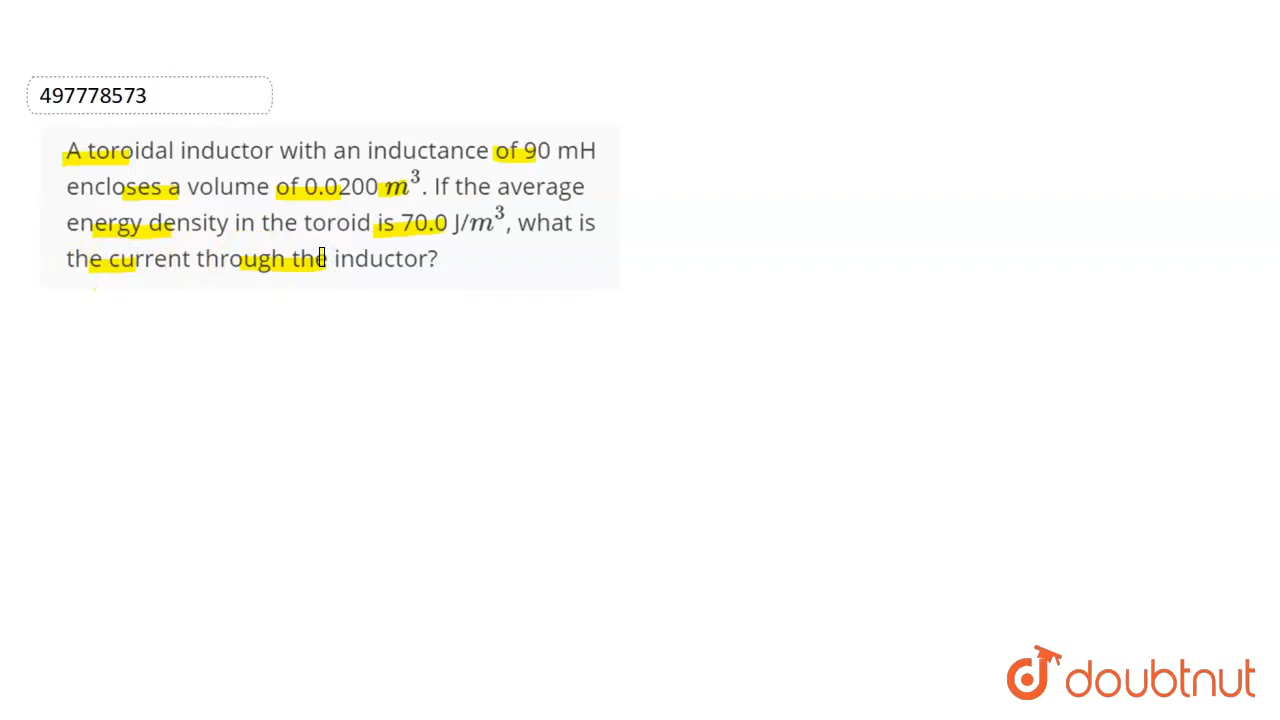 497778573
A toroidal inductor with an inductance of 90 mH
encloses a volume of 0.0200 m³. If the average
energy density in the toroid is 70.0 J/m³, what is
the current through the inductor?
doubtnut